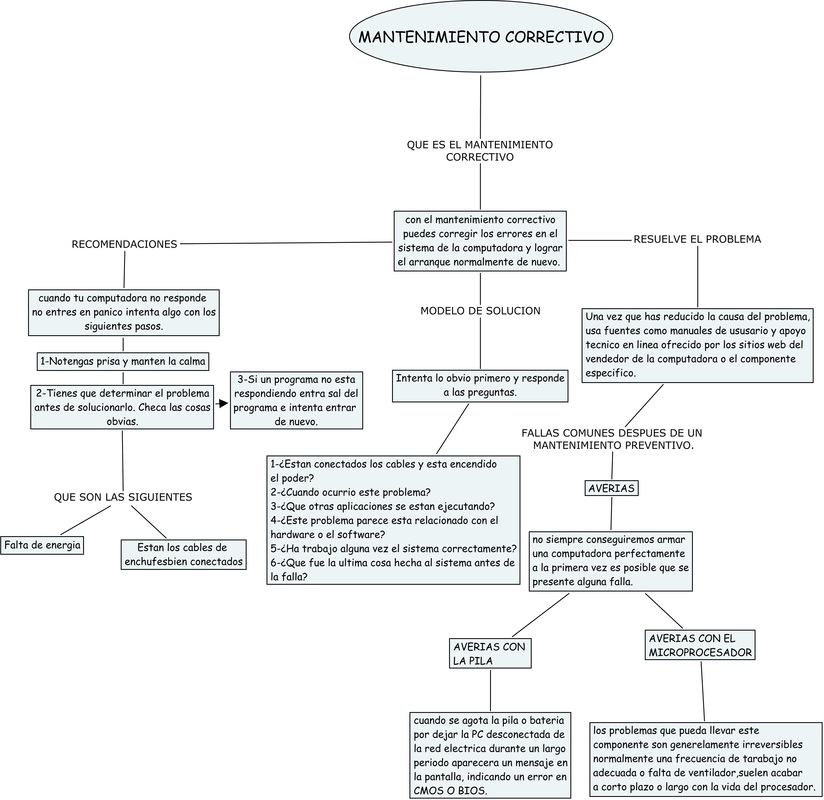 MANTENIMIENTO CORRECTIVO
QUE ES EL MANTENIMIENTO
CORRECTIVO
con el mantenimiento correctivo
puedes corregir los errores en el
sistema de la computadora y lograr
el arranque normalmente de nuevo.
RECOMENDACIONES
cuando tu computadora no responde
no entres en panico intenta algo con los
siguientes pasos.
1-Notengas prisa y manten la calma
2-Tienes que determinar el problema
antes de solucionarlo. Checa las cosas
obvias.
3-Si un programa no esta
respondiendo entra sal del
programa e intenta entrar
de nuevo.
QUE SON LAS SIGUIENTES
Falta de energia
Estan los cables de
enchufesbien conectados
MODELO DE SOLUCION
Intenta lo obvio primero y responde
a las preguntas.
1-¿Estan conectados los cables y esta encendido
el poder?
2-¿Cuando ocurrio este problema?
3-¿Que otras aplicaciones se estan ejecutando?
4-¿Este problema parece esta relacionado con el
hardware o el software?
5-¿Ha trabajo alguna vez el sistema correctamente?
6-¿Que fue la ultima cosa hecha al sistema antes de
la falla?
RESUELVE EL PROBLEMA
Una vez que has reducido la causa del problema,
usa fuentes como manuales de ususario y apoyo
tecnico en linea ofrecido por los sitios web del
vendedor de la computadora o el componente
especifico.
FALLAS COMUNES DESPUES DE UN
MANTENIMIENTO PREVENTIVO.
AVERIAS
no siempre conseguiremos armar
una computadora perfectamente
a la primera vez es posible que se
presente alguna falla.
AVERIAS CON
LA PILA
cuando se agota la pila o bateria
por dejar la PC desconectada de
la red electrica durante un largo
periodo aparecera un mensaje en
la pantalla, indicando un error en
CMOS O BIOS.
AVERIAS CON EL
MICROPROCESADOR
los problemas que pueda llevar este
componente son generelamente irreversibles
normalmente una frecuencia de tarabajo no
adecuada o falta de ventilador,suelen acabar
a corto plazo o largo con la vida del procesador.